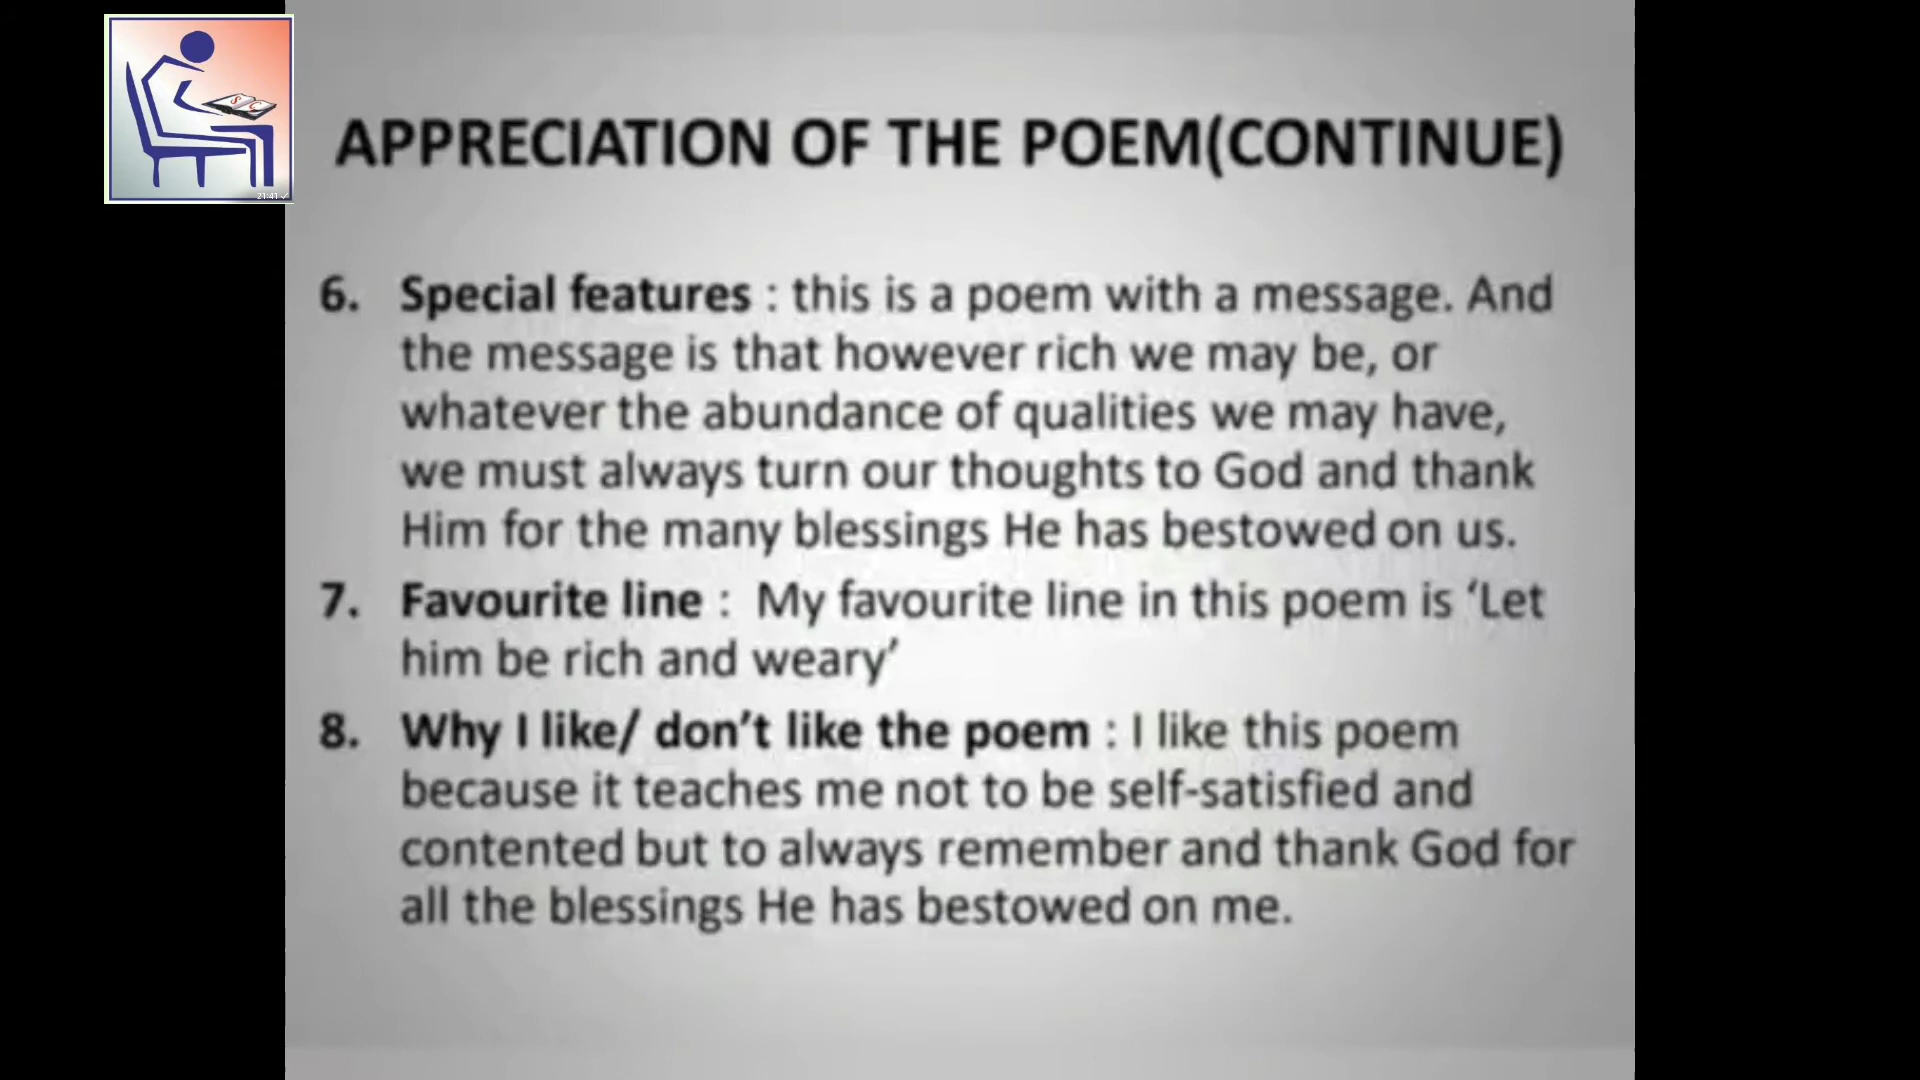 21:41
APPRECIATION OF THE POEM(CONTINUE)
6. Special features : this is a poem with a message. And
the message is that however rich we may be, or
whatever the abundance of qualities we may have,
we must always turn our thoughts to God and thank
Him for the many blessings He has bestowed on us.
7. Favourite line : My favourite line in this poem is ‘Let
him be rich and weary’
8. Why I like/ don’t like the poem : I like this poem
because it teaches me not to be self-satisfied and
contented but to always remember and thank God for
all the blessings He has bestowed on me.